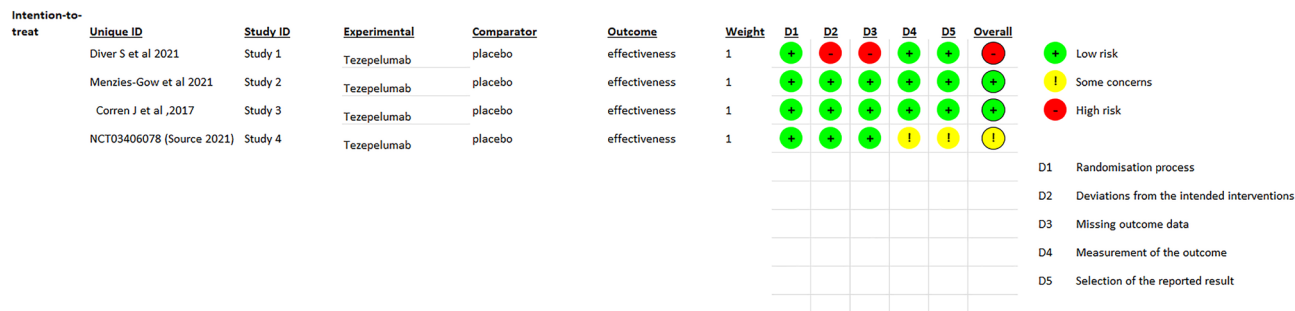 Intention-to-
treat Unique ID Study ID Experimental Comparator Outcome Weight D1 D2 D3 D4 D5 Overall
Diver S et al 2021 Study 1 Tezepelumab placebo effectiveness 1 + - - + + - + Low risk
Menzies-Gow et al 2021 Study 2 Tezepelumab placebo effectiveness 1 + + + + + + ! Some concerns
Corren J et al ,2017 Study 3 Tezepelumab placebo effectiveness 1 + + + + + + - High risk
NCT03406078 (Source 2021) Study 4 Tezepelumab placebo effectiveness 1 + + + ! ! !
D1 Randomisation process
D2 Deviations from the intended interventions
D3 Missing outcome data
D4 Measurement of the outcome
D5 Selection of the reported result